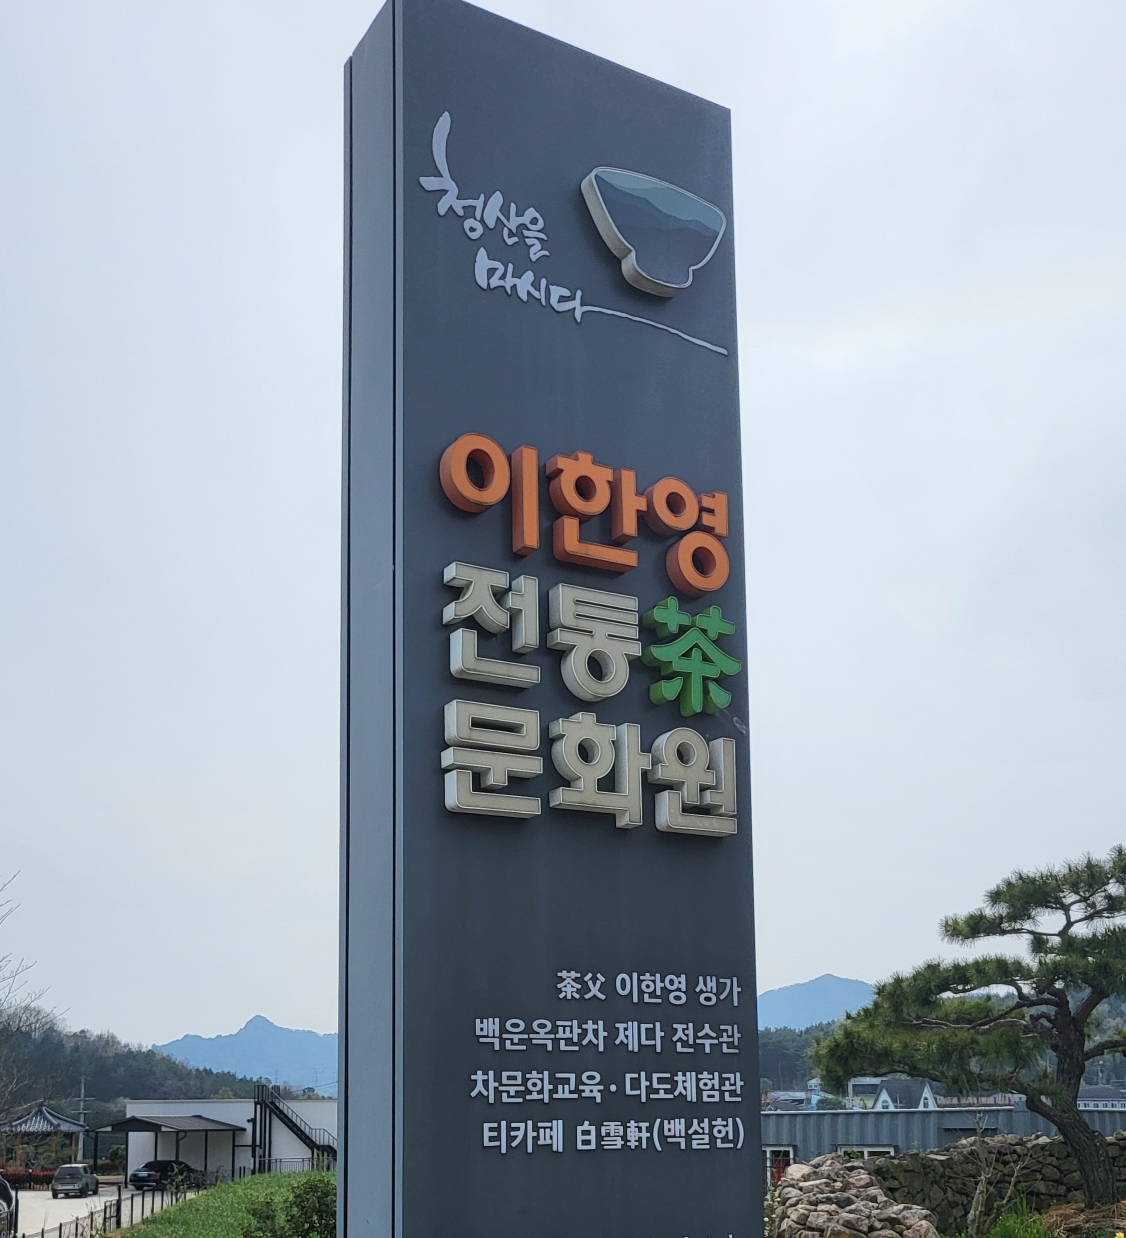 청산을
마시다
이한영
전통茶
문화원
茶父 이한영 생가
백운옥판차 제다 전수관
차문화교육·다도체험관
티카페 白雪軒(백설헌)